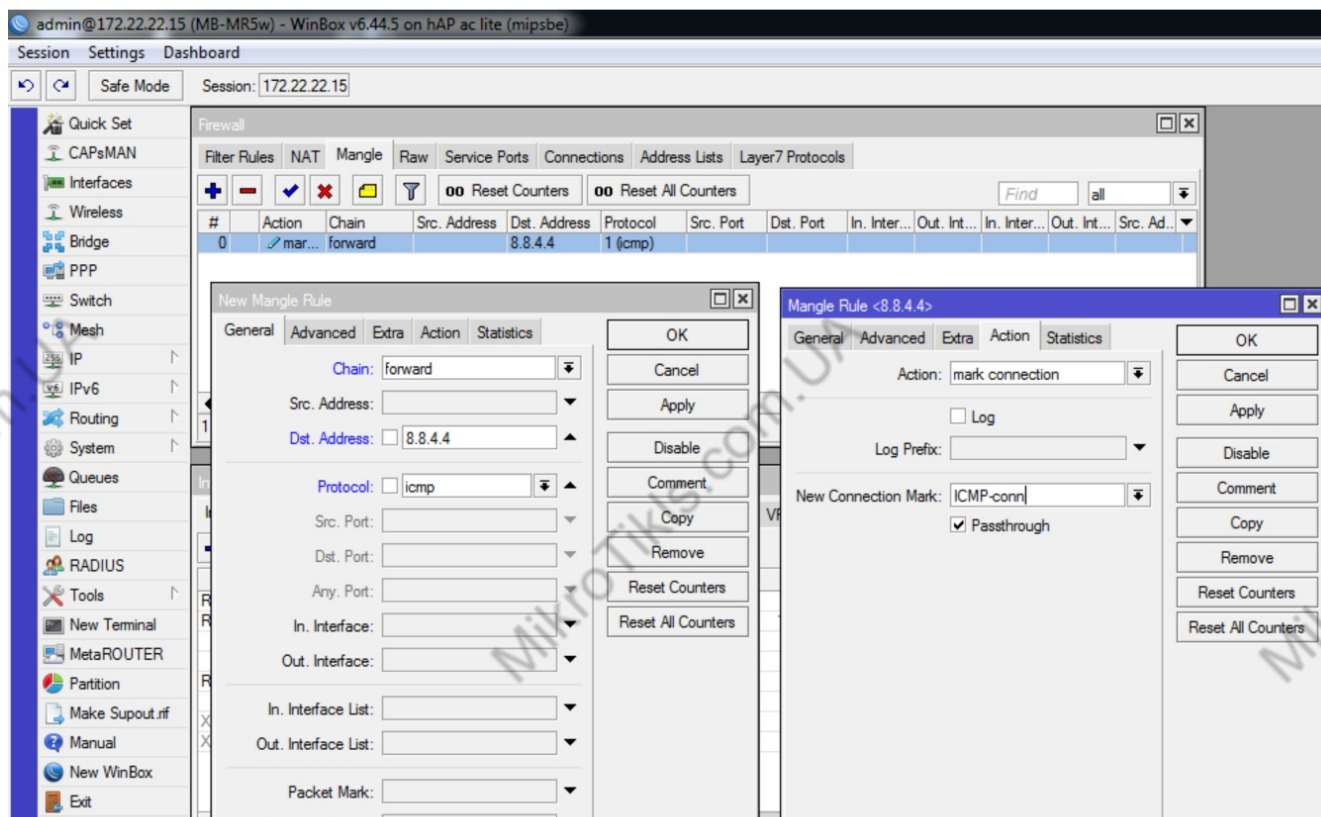 admin@172.22.22.15 (MB-MR5w) - WinBox v6.44.5 on hAP ac lite (mipsbe)
Session Settings Dashboard
Safe Mode Session: 172.22.22.15
Quick Set
CAPsMAN
Interfaces
Wireless
Bridge
PPP
Switch
Mesh
IP
IPv6
Routing
System
Queues
Files
Log
RADIUS
Tools
New Terminal
MetaROUTER
Partition
Make Supout.rif
Manual
New WinBox
Exit
Firewall
Filter Rules NAT Mangle Raw Service Ports Connections Address Lists Layer7 Protocols
00 Reset Counters 00 Reset All Counters Find all
# Action Chain Src. Address Dst. Address Protocol Src. Port Dst. Port In. Inter... Out. Int... In. Inter... Out. Int... Src. Ad...
0 mar... forward 8.8.4.4 1 (icmp)
New Mangle Rule
General Advanced Extra Action Statistics
Chain: forward
Src. Address:
Dst. Address: 8.8.4.4
Protocol: icmp
Src. Port:
Dst. Port:
Any. Port:
In. Interface:
Out. Interface:
In. Interface List:
Out. Interface List:
Packet Mark:
OK
Cancel
Apply
Disable
Comment
Copy
Remove
Reset Counters
Reset All Counters
Mangle Rule <8.8.4.4>
General Advanced Extra Action Statistics
Action: mark connection
Log
Log Prefix:
New Connection Mark: ICMP-conn
Passthrough
OK
Cancel
Apply
Disable
Comment
Copy
Remove
Reset Counters
Reset All Counters
MikroTikls.com.UA